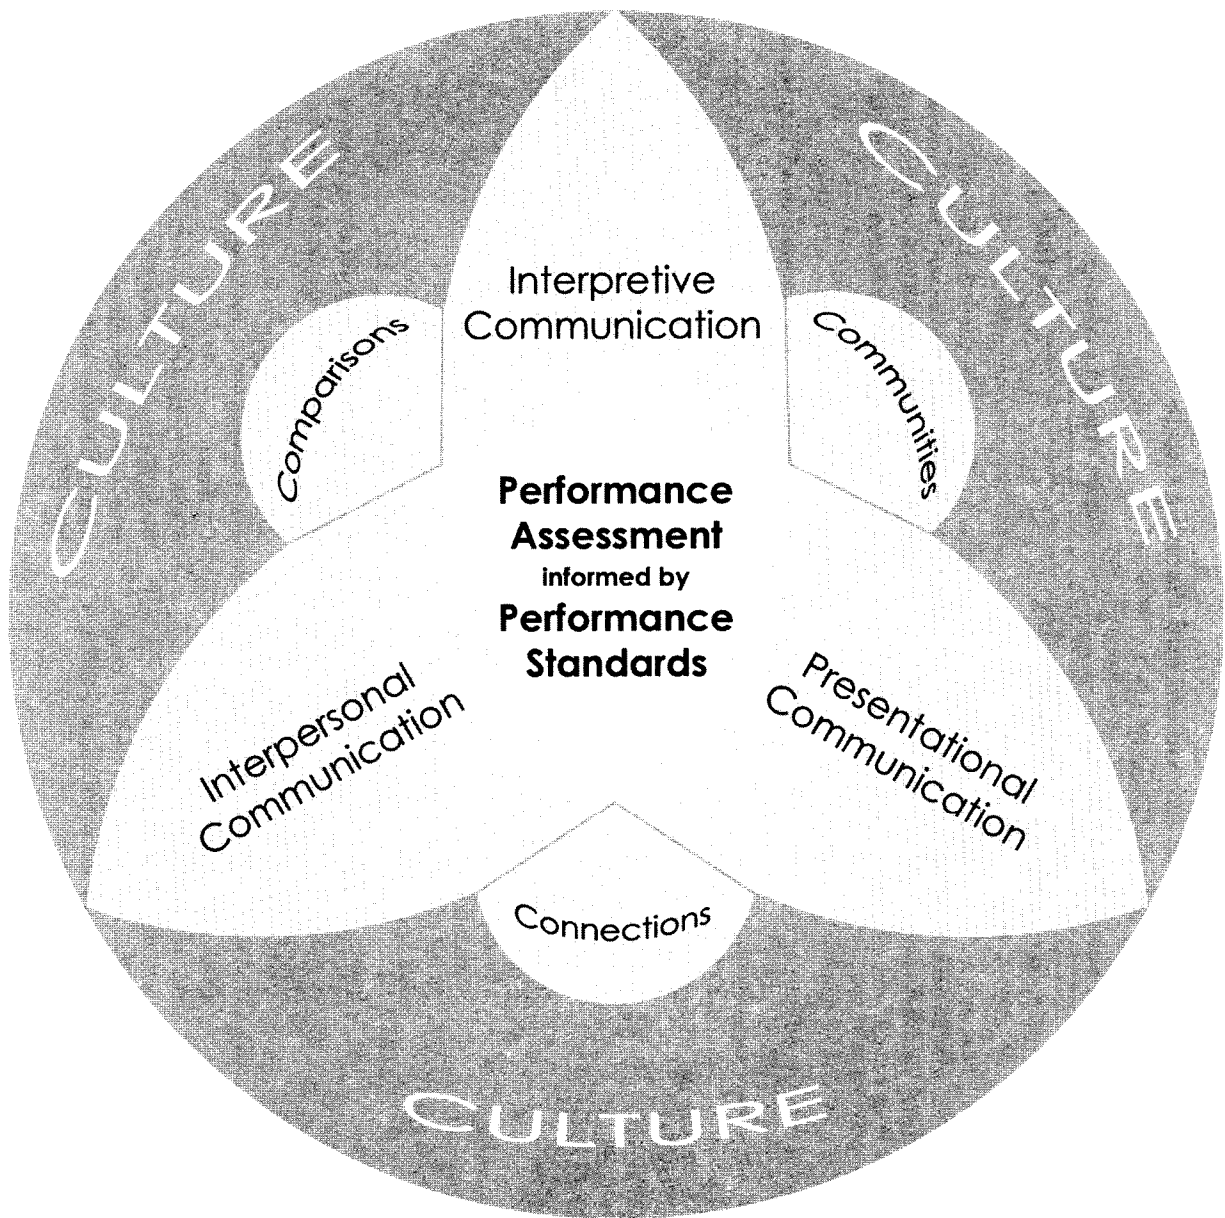 CULTURE
CULTURE
Interpretive
Communication
Comparisons
Communities
Performance
Assessment
informed by
Performance
Standards
Interpersonal
Communication
Presentational
Communication
Connections
CULTURE